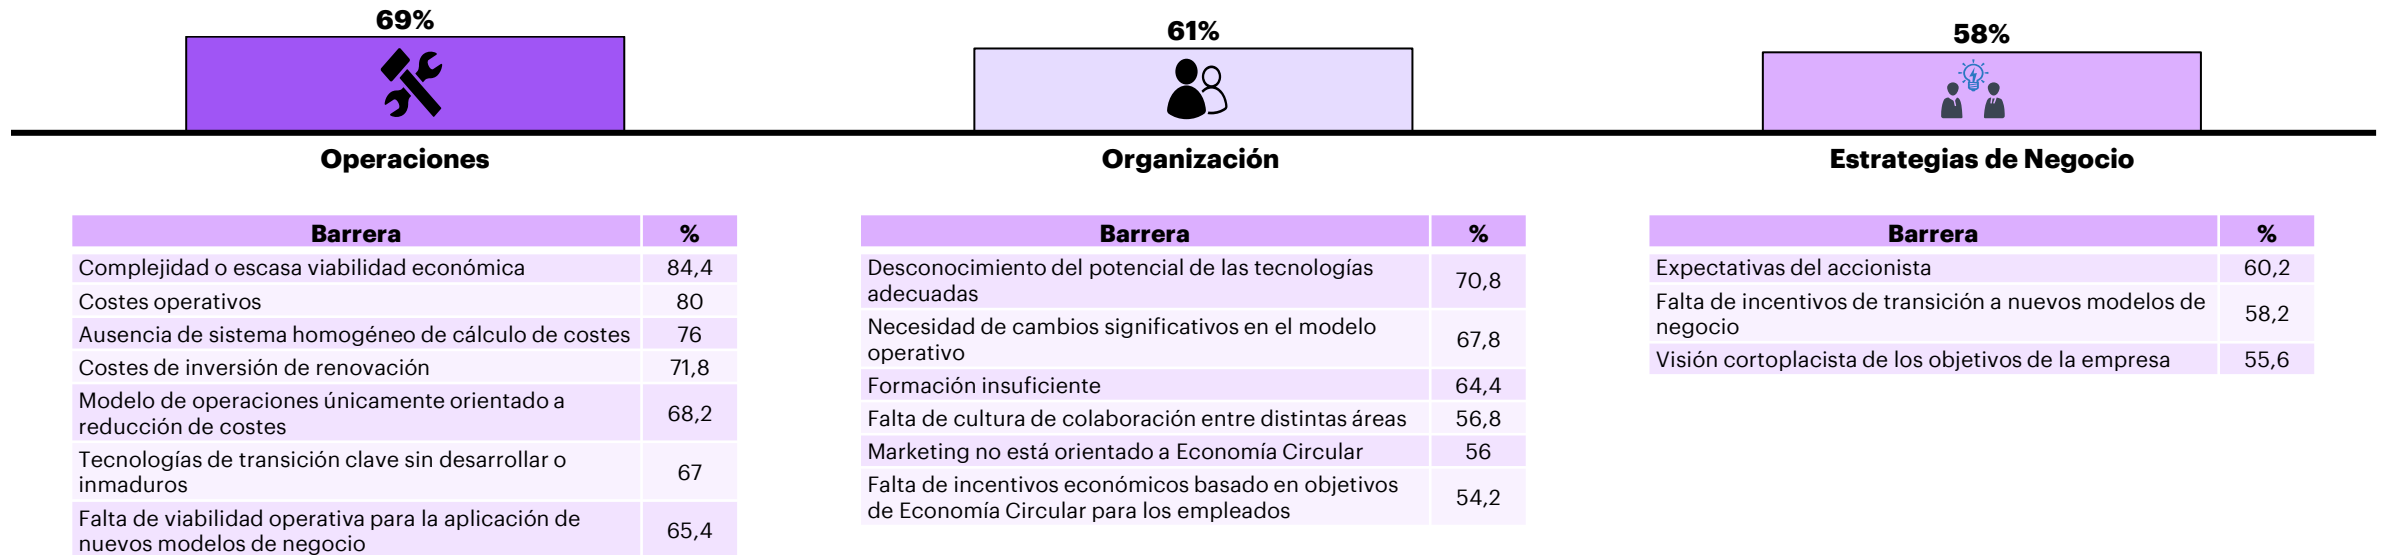 69%
61%
58%
Operaciones
Organización
Estrategias de Negocio
Barrera %
Complejidad o escasa viabilidad económica 84,4
Costes operativos 80
Ausencia de sistema homogéneo de cálculo de costes 76
Costes de inversión de renovación 71,8
Modelo de operaciones únicamente orientado a
reducción de costes 68,2
Tecnologías de transición clave sin desarrollar o
inmaduros 67
Falta de viabilidad operativa para la aplicación de
nuevos modelos de negocio 65,4
Barrera %
Desconocimiento del potencial de las tecnologías
adecuadas 70,8
Necesidad de cambios significativos en el modelo
operativo 67,8
Formación insuficiente 64,4
Falta de cultura de colaboración entre distintas áreas 56,8
Marketing no está orientado a Economía Circular 56
Falta de incentivos económicos basado en objetivos
de Economía Circular para los empleados 54,2
Barrera %
Expectativas del accionista 60,2
Falta de incentivos de transición a nuevos modelos de
negocio 58,2
Visión cortoplacista de los objetivos de la empresa 55,6